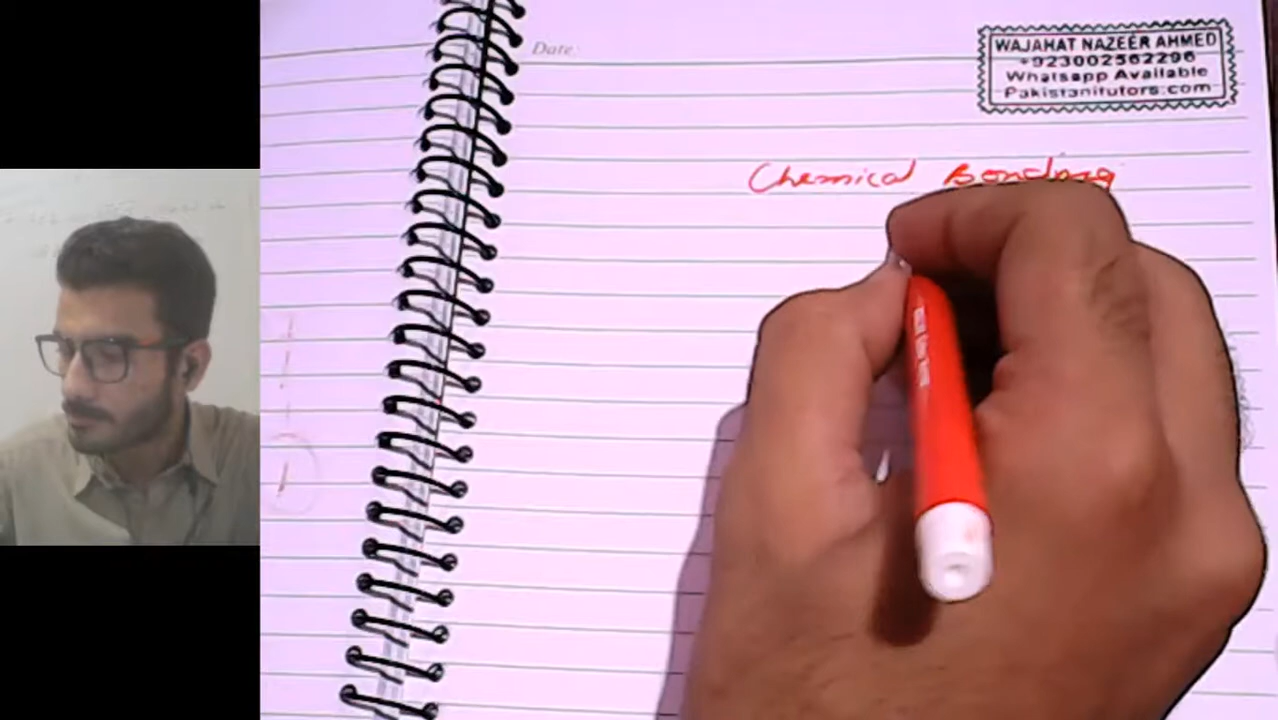 Date:
WAJAHAT NAZEER AHMED
+923002562296
Whatsapp Available
Pakistanitutors.com
Chemical Bonding